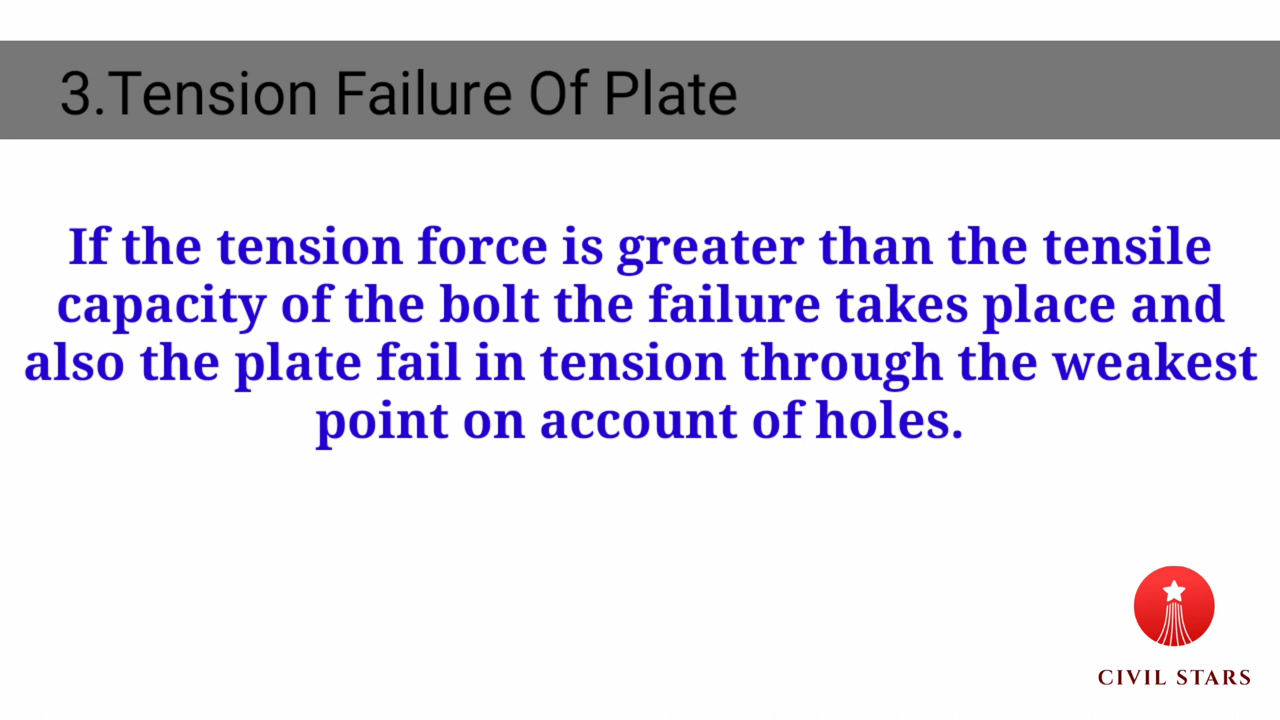 3.Tension Failure Of Plate
If the tension force is greater than the tensile
capacity of the bolt the failure takes place and
also the plate fail in tension through the weakest
point on account of holes.
CIVIL STARS